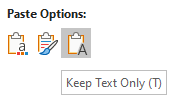 Paste Options:
a A
Keep Text Only (T)